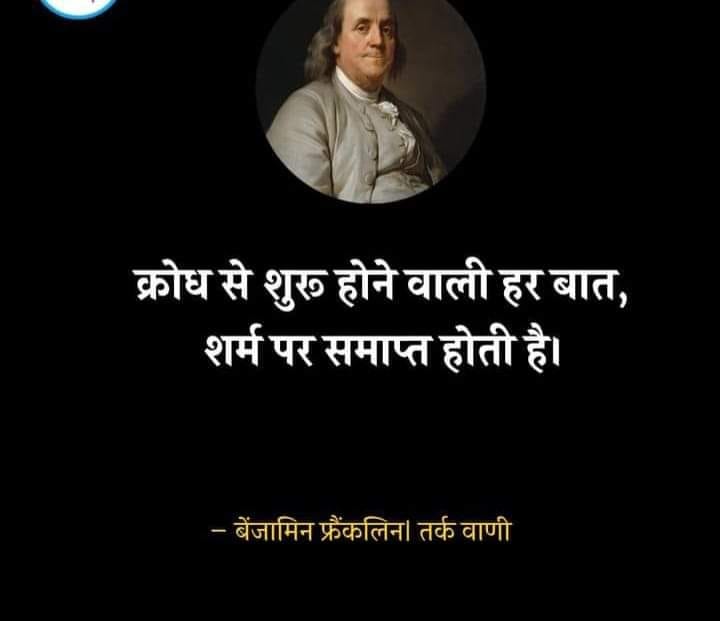 क्रोध से शुरू होने वाली हर बात,
शर्म पर समाप्त होती है।
– बेंजामिन फ्रैंकलिन| तर्क वाणी